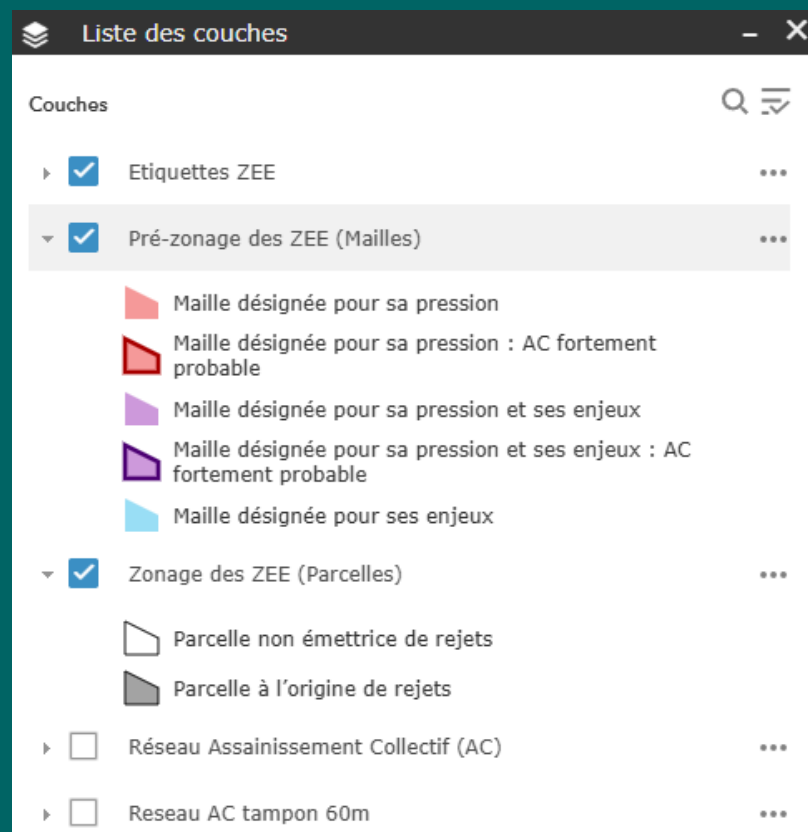 Liste des couches
Couches
Etiquettes ZEE
Pré-zonage des ZEE (Mailles)
Maille désignée pour sa pression
Maille désignée pour sa pression : AC fortement
probable
Maille désignée pour sa pression et ses enjeux
Maille désignée pour sa pression et ses enjeux : AC
fortement probable
Maille désignée pour ses enjeux
Zonage des ZEE (Parcelles)
Parcelle non émettrice de rejets
Parcelle à l’origine de rejets
Réseau Assainissement Collectif (AC)
Reseau AC tampon 60m